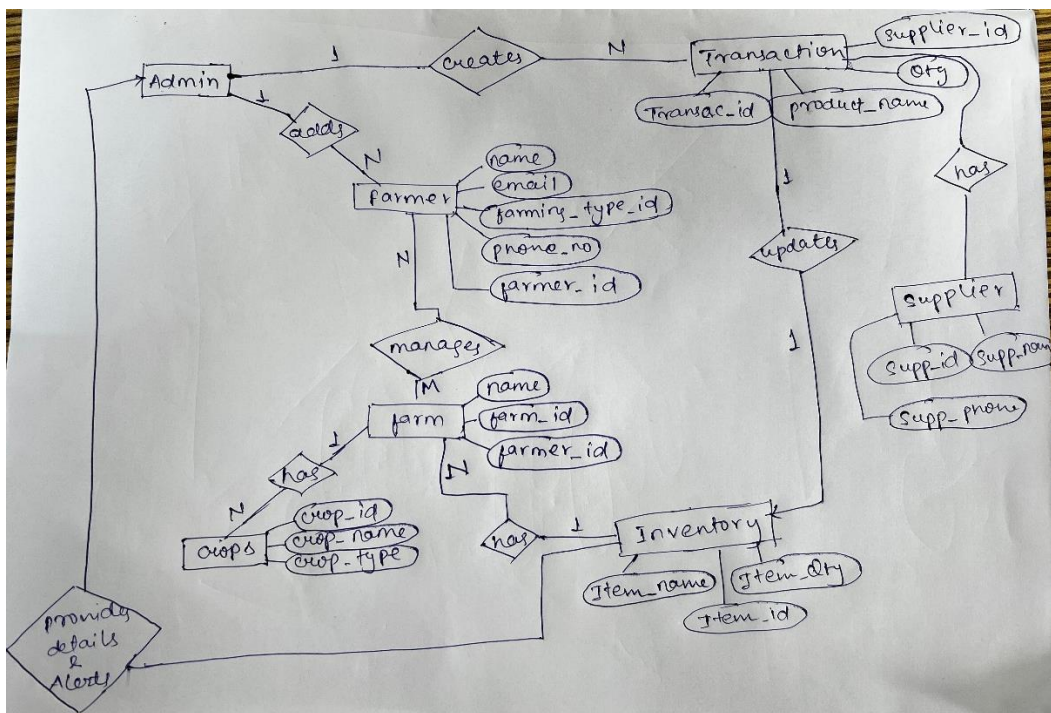 Admin
1
creates
N
Transaction
supplier_id
Qty
Transac_id
product_name
1
adds
N
farmer
name
email
farming_type_id
phone_no
farmer_id
has
1
updates
1
Supplier
Supp_id
Supp_nam
Supp_phone
N
manages
M
farm
name
farm_id
farmer_id
1
has
N
crops
crop_id
crop_name
crop_type
N
has
1
Inventory
Item_name
Item_Qty
Item_id
provides
details
&
Alerts